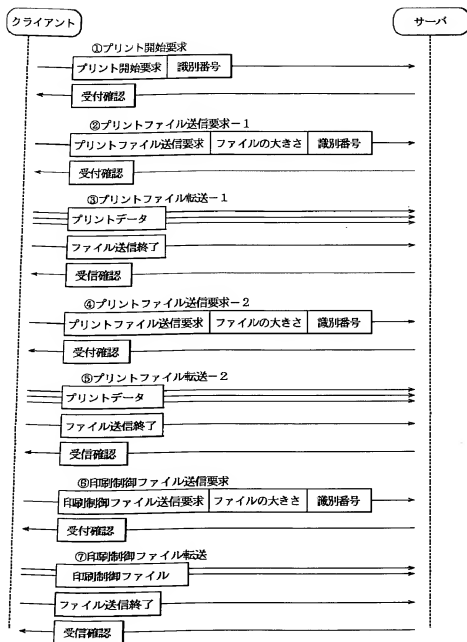 クライアント
サーバ
①プリント開始要求
プリント開始要求 識別番号
受付確認
②プリントファイル送信要求－1
プリントファイル送信要求 ファイルの大きさ 識別番号
受付確認
③プリントファイル転送－1
プリントデータ
ファイル送信終了
受信確認
④プリントファイル送信要求－2
プリントファイル送信要求 ファイルの大きさ 識別番号
受付確認
⑤プリントファイル転送－2
プリントデータ
ファイル送信終了
受信確認
⑥印刷制御ファイル送信要求
印刷制御ファイル送信要求 ファイルの大きさ 識別番号
受付確認
⑦印刷制御ファイル転送
印刷制御ファイル
ファイル送信終了
受信確認